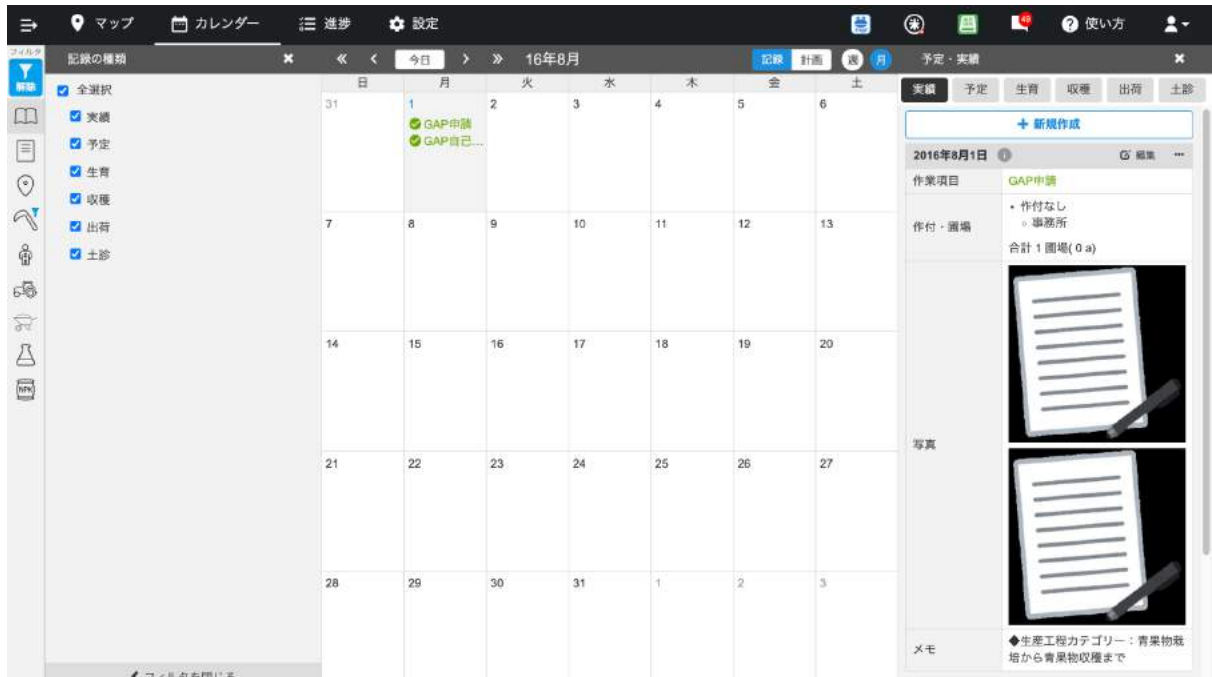 マップ
カレンダー
進捗
設定
49
使い方
フィルタ
解除
記録の種類
全選択
実績
予定
生育
収穫
出荷
土診
NPK
フィルタを閉じる
今日
16年8月
記録
計画
週
月
日 月 火 水 木 金 土
31 1 2 3 4 5 6
GAP申請
GAP自己...
7 8 9 10 11 12 13
14 15 16 17 18 19 20
21 22 23 24 25 26 27
28 29 30 31 1 2 3
予定・実績
実績 予定 生育 収穫 出荷 土診
+ 新規作成
2016年8月1日
編集
作業項目
GAP申請
作付・圃場
• 作付なし
◦ 事務所
合計 1 圃場( 0 a)
写真
メモ
◆生産工程カテゴリー：青果物栽
培から青果物収穫まで